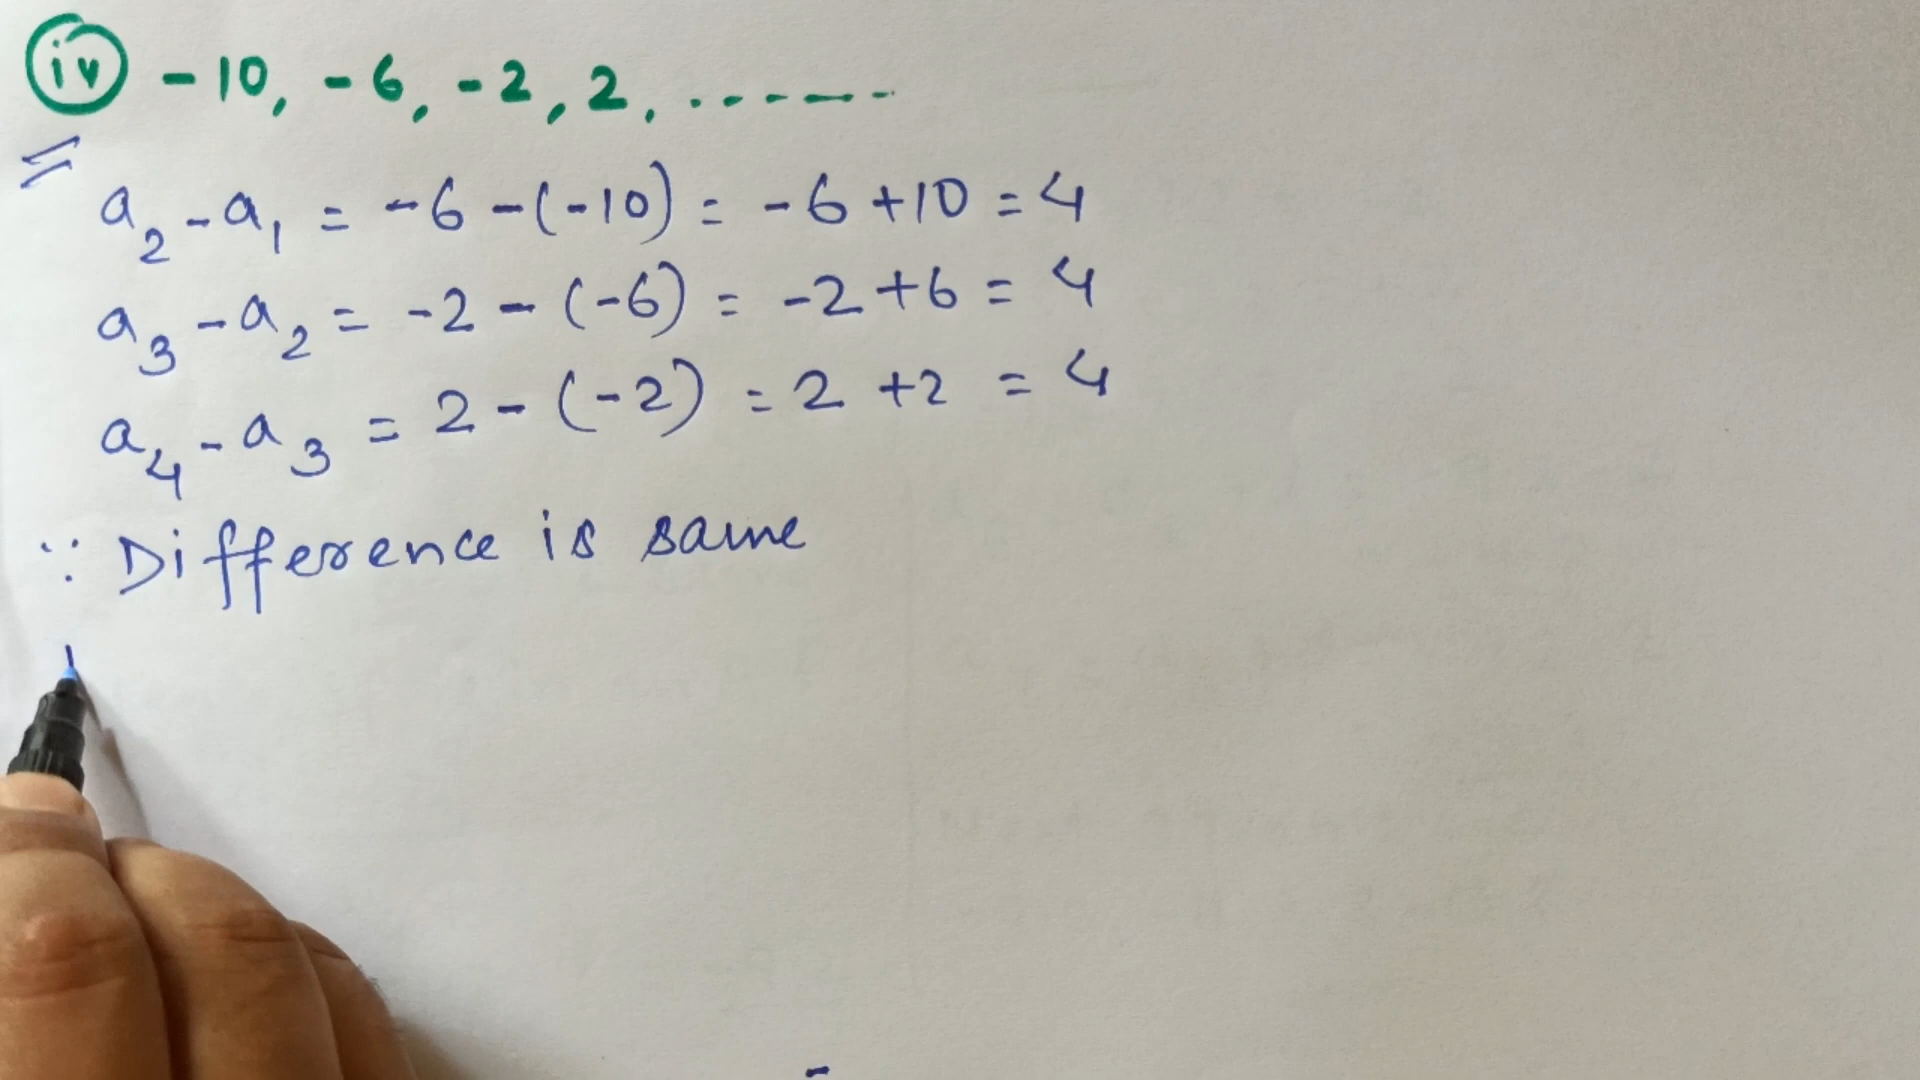 (iv) -10, -6, -2, 2, .......
a₂-a₁ = -6-(-10) = -6+10 = 4
a₃-a₂ = -2-(-6) = -2+6 = 4
a₄-a₃ = 2-(-2) = 2+2 = 4
∵ Difference is same